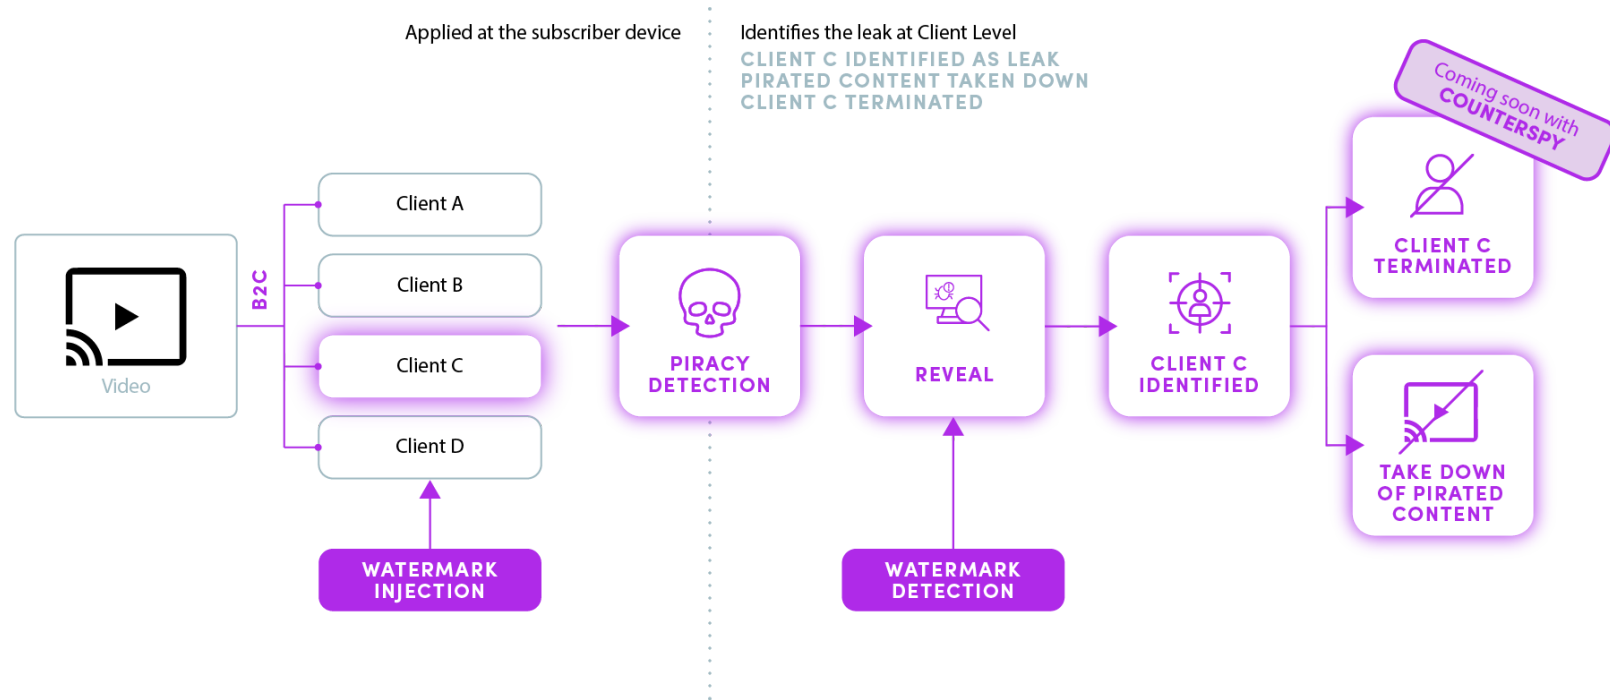 Applied at the subscriber device
Identifies the leak at Client Level
CLIENT C IDENTIFIED AS LEAK
PIRATED CONTENT TAKEN DOWN
CLIENT C TERMINATED
Coming soon with
COUNTERSPY
Video
B2C
Client A
Client B
Client C
Client D
WATERMARK
INJECTION
PIRACY
DETECTION
REVEAL
WATERMARK
DETECTION
CLIENT C
IDENTIFIED
CLIENT C
TERMINATED
TAKE DOWN
OF PIRATED
CONTENT